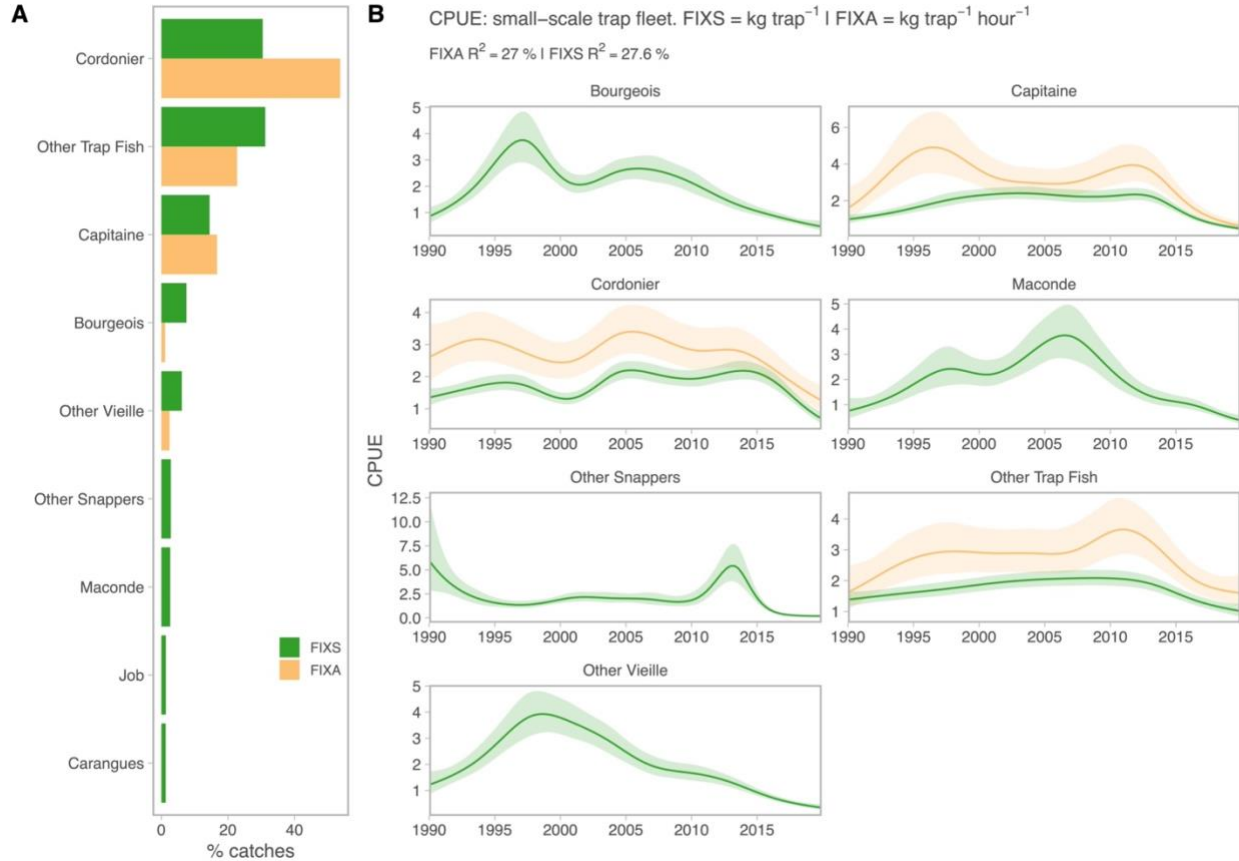 A
Cordonier
Other Trap Fish
Capitaine
Bourgeois
Other Vieille
Other Snappers
Maconde
Job
Carangues
FIXS
FIXA
0 20 40
% catches
B
CPUE: small−scale trap fleet. FIXS = kg trap⁻¹ I FIXA = kg trap⁻¹ hour⁻¹
FIXA R² = 27 % I FIXS R² = 27.6 %
CPUE
Bourgeois
5
4
3
2
1
1990 1995 2000 2005 2010 2015
Capitaine
6
4
2
1990 1995 2000 2005 2010 2015
Cordonier
4
3
2
1
1990 1995 2000 2005 2010 2015
Maconde
5
4
3
2
1
1990 1995 2000 2005 2010 2015
Other Snappers
12.5
10.0
7.5
5.0
2.5
0.0
1990 1995 2000 2005 2010 2015
Other Trap Fish
4
3
2
1
1990 1995 2000 2005 2010 2015
Other Vieille
5
4
3
2
1
1990 1995 2000 2005 2010 2015